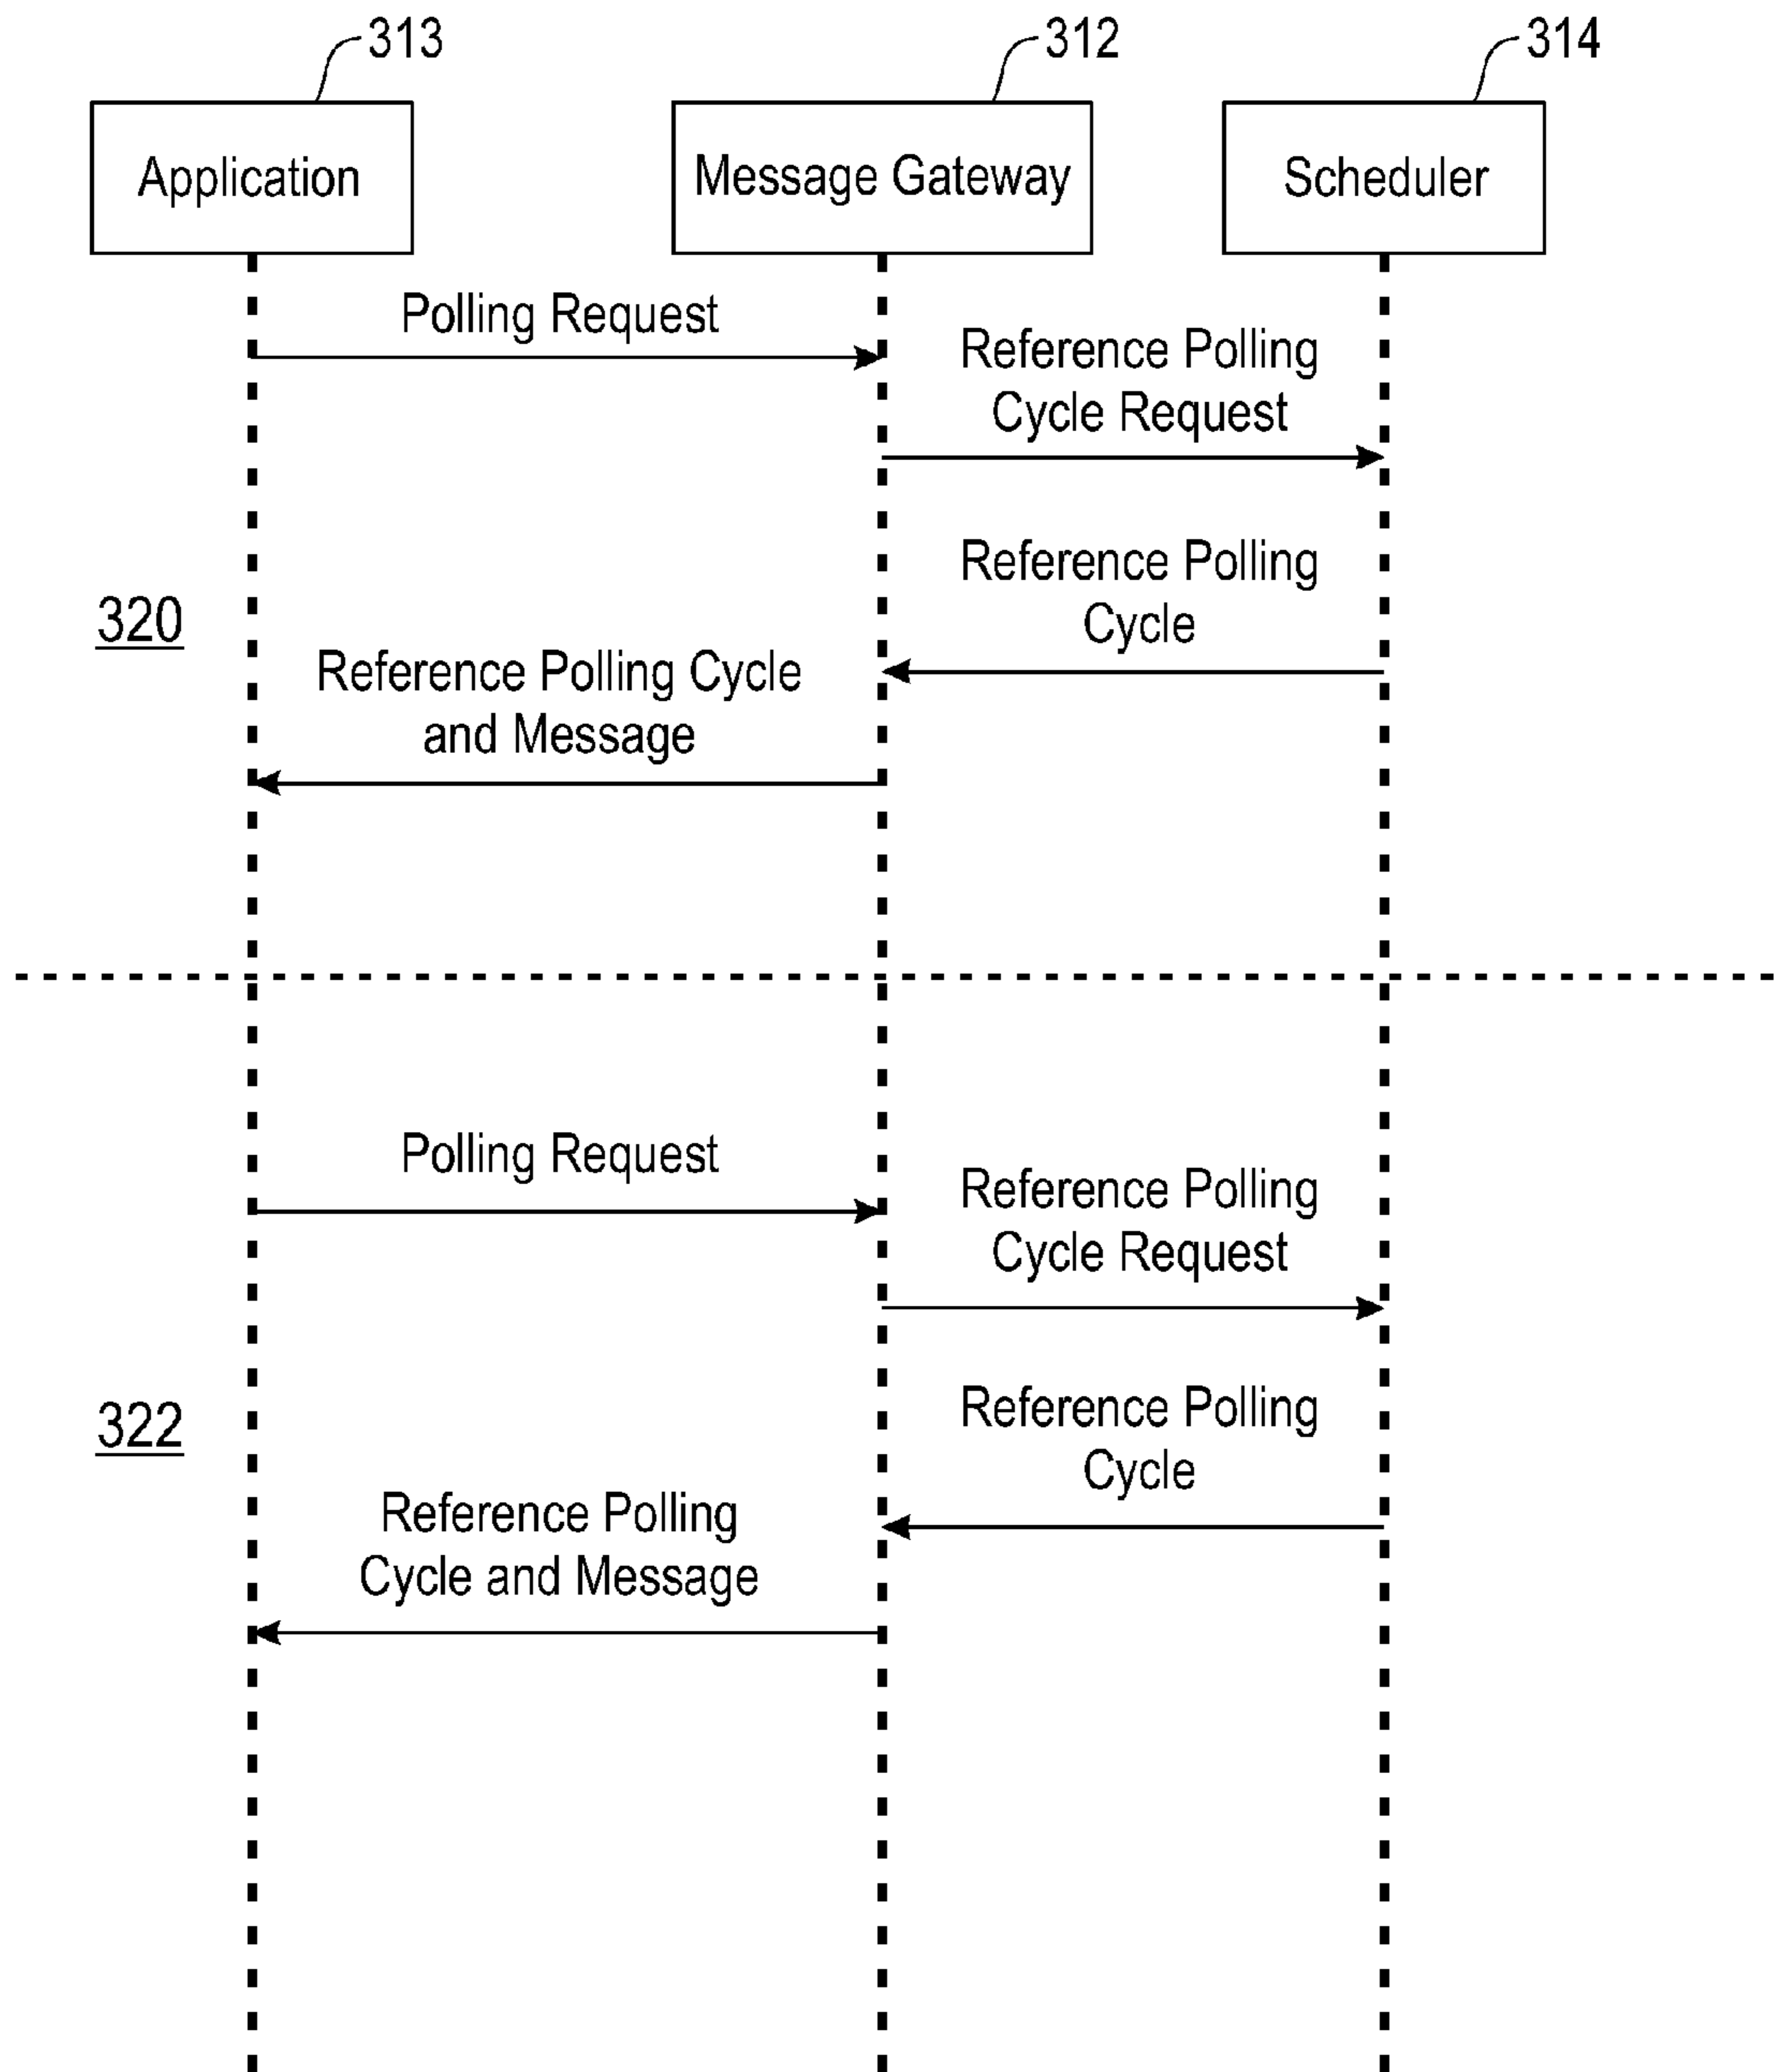 313
312
314
Application
Message Gateway
Scheduler
Polling Request
Reference Polling
Cycle Request
Reference Polling
Cycle
320
Reference Polling Cycle
and Message
Polling Request
Reference Polling
Cycle Request
Reference Polling
Cycle
322
Reference Polling
Cycle and Message